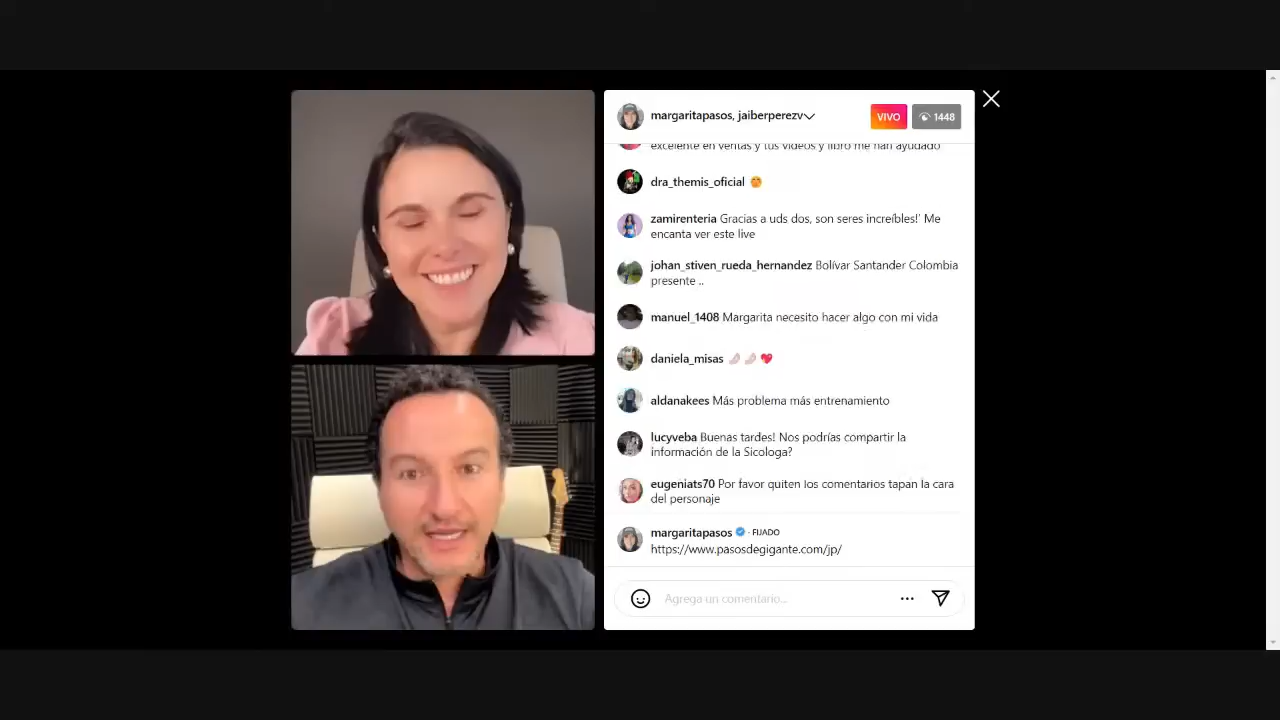 margaritapasos, jaiberperezv
VIVO
1448
excelente en ventas y tus videos y libro me han ayudado
dra_themis_oficial
zamirenteria Gracias a uds dos, son seres increíbles!' Me
encanta ver este live
johan_stiven_rueda_hernandez Bolívar Santander Colombia
presente ..
manuel_1408 Margarita necesito hacer algo con mi vida
daniela_misas
aldanakees Más problema más entrenamiento
lucyveba Buenas tardes! Nos podrías compartir la
información de la Sicologa?
eugeniats70 Por favor quiten los comentarios tapan la cara
del personaje
margaritapasos · FIJADO
https://www.pasosdegigante.com/jp/
Agrega un comentario...